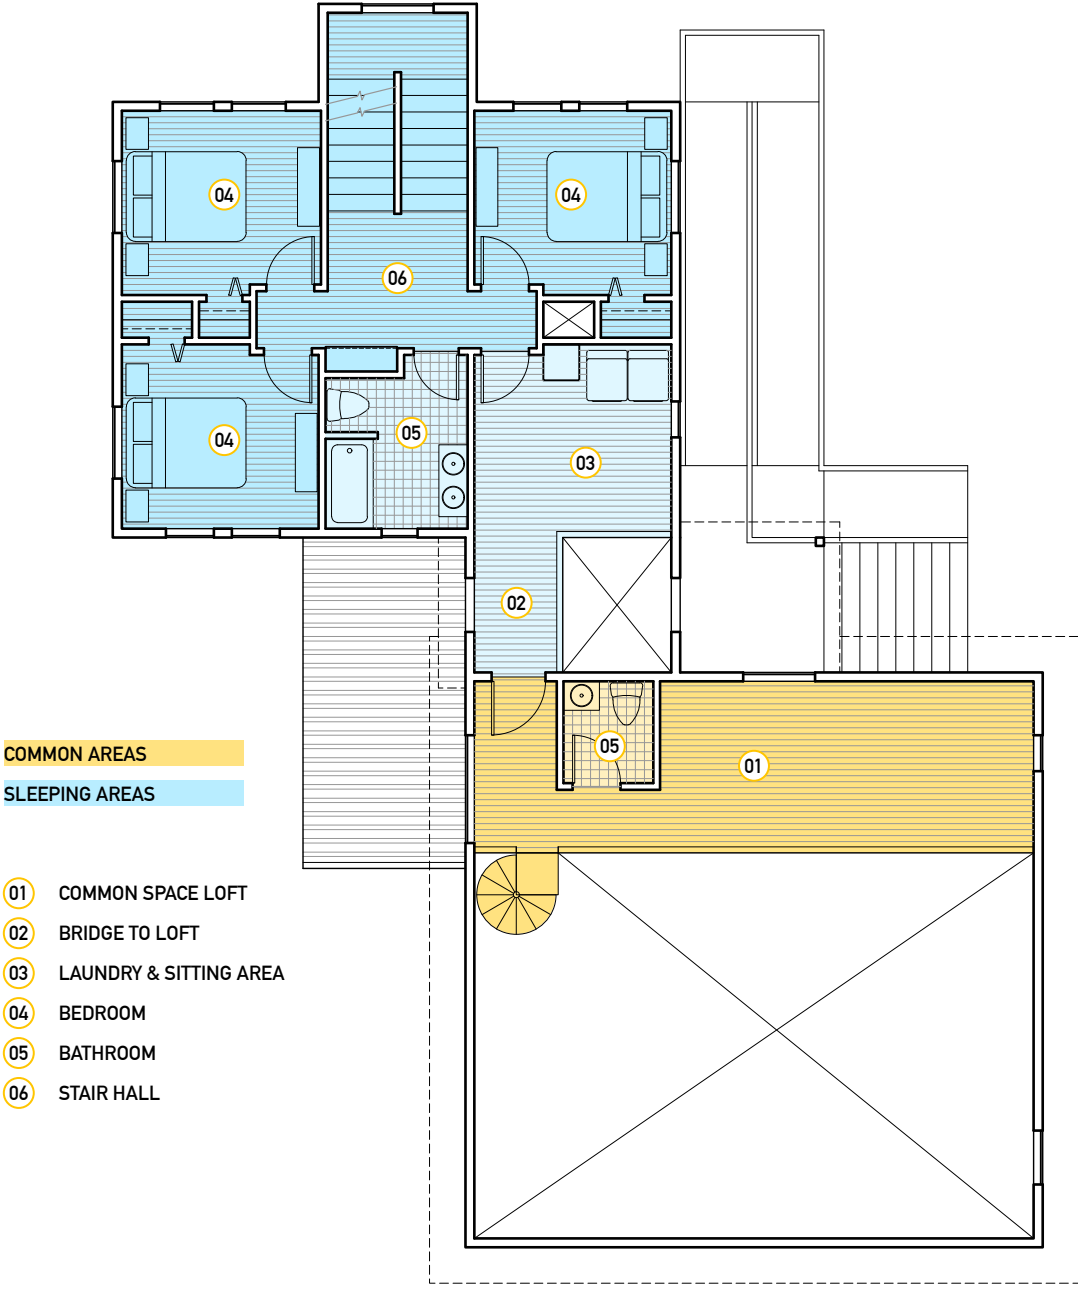 04
04
06
04
05
03
02
05
01
COMMON AREAS
SLEEPING AREAS
01 COMMON SPACE LOFT
02 BRIDGE TO LOFT
03 LAUNDRY & SITTING AREA
04 BEDROOM
05 BATHROOM
06 STAIR HALL